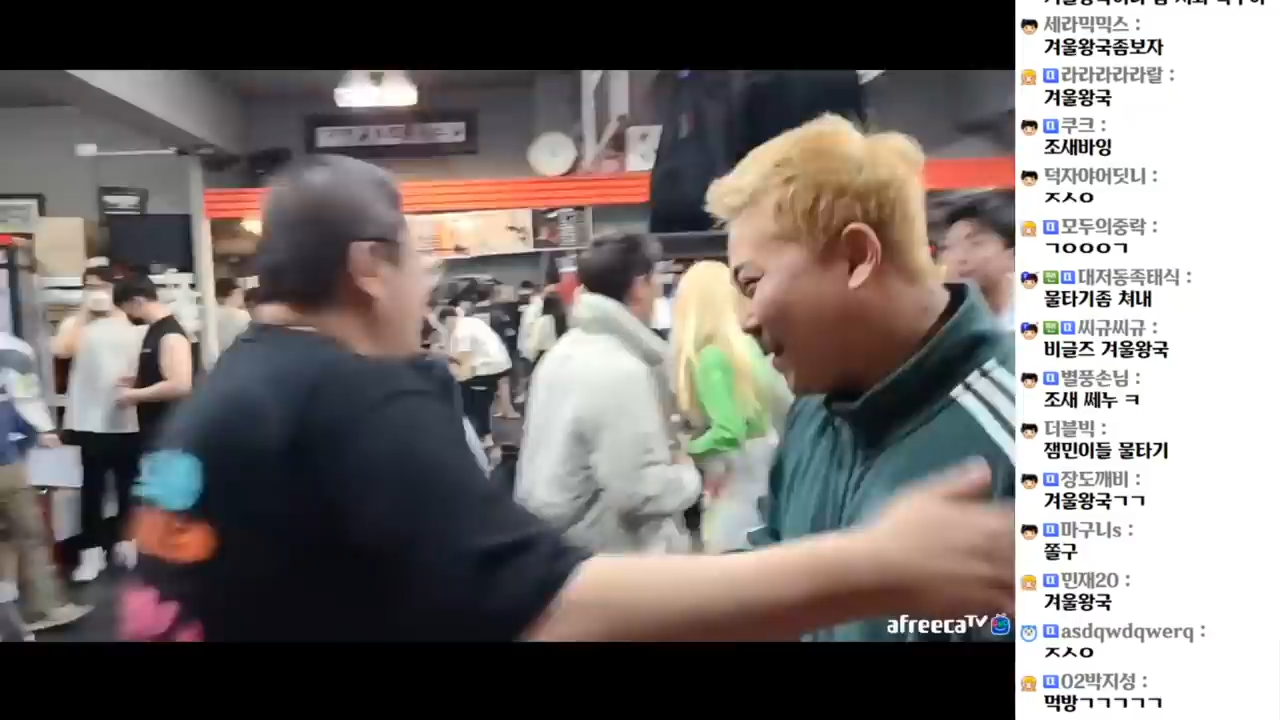 세라믹믹스 :
겨울왕국좀보자
라라라라라랄 :
겨울왕국
쿠크 :
조새바잉
덕자야어딧니 :
ㅈㅅㅇ
모두의중락 :
ㄱㅇㅇㅇㄱ
팬 대저동족태식 :
물타기좀 쳐내
팬 씨규씨규 :
비글즈 겨울왕국
별풍손님 :
조새 쩨누 ㅋ
더블빅 :
잼민이들 물타기
장도깨비 :
겨울왕국ㄱㄱ
마구니s :
쫄구
민재20 :
겨울왕국
asdqwdqwerq :
ㅈㅅㅇ
02박지성 :
먹방ㄱㄱㄱㄱㄱ
afreecaTV